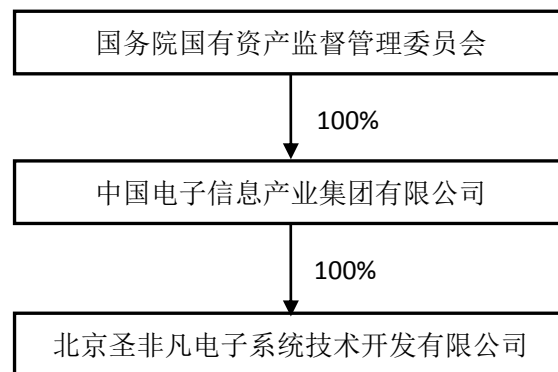 国务院国有资产监督管理委员会
100%
中国电子信息产业集团有限公司
100%
北京圣非凡电子系统技术开发有限公司